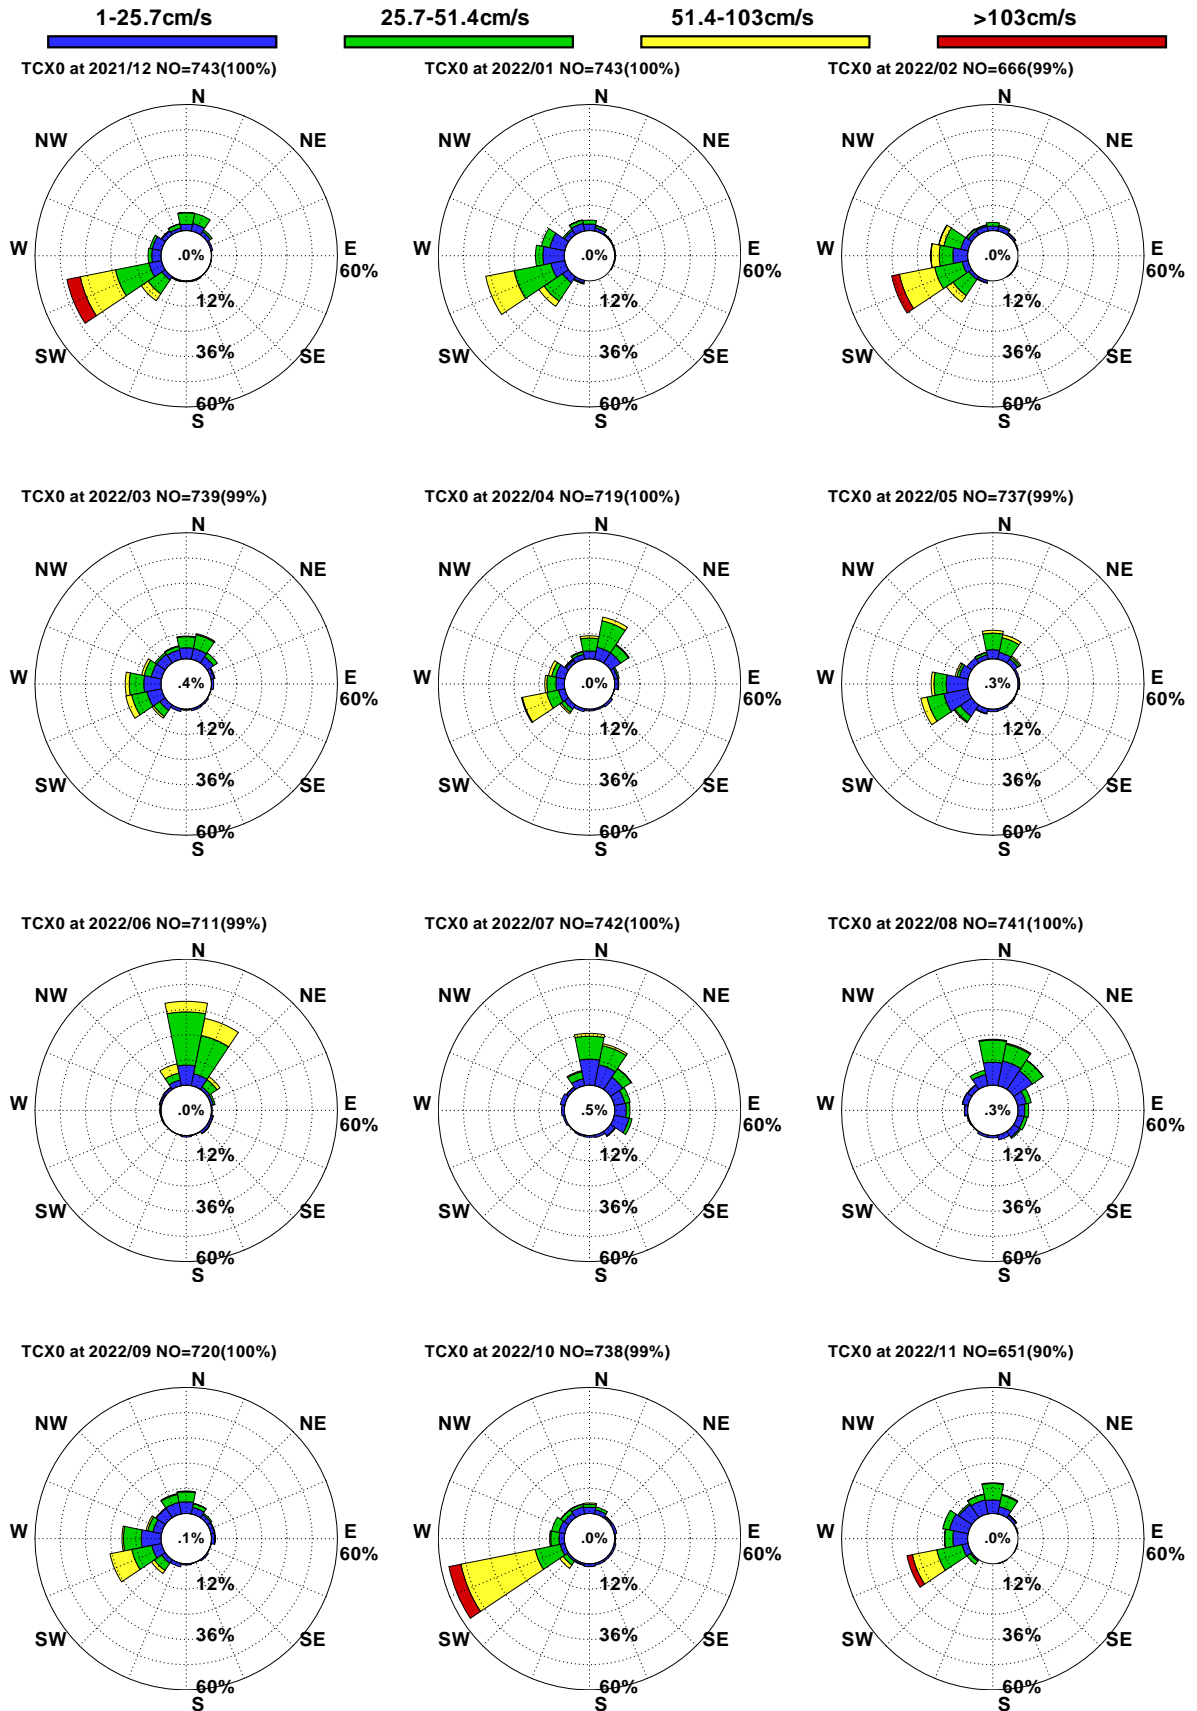 1-25.7cm/s 25.7-51.4cm/s 51.4-103cm/s >103cm/s
TCX0 at 2021/12 NO=743(100%) TCX0 at 2022/01 NO=743(100%) TCX0 at 2022/02 NO=666(99%)
N N N
NW NE NW NE NW NE
W .0% E W .0% E W .0% E
60% 60% 60%
12% 12% 12%
SW 36% SE SW 36% SE SW 36% SE
60% 60% 60%
S S S
TCX0 at 2022/03 NO=739(99%) TCX0 at 2022/04 NO=719(100%) TCX0 at 2022/05 NO=737(99%)
N N N
NW NE NW NE NW NE
W .4% E W .0% E W .3% E
60% 60% 60%
12% 12% 12%
SW 36% SE SW 36% SE SW 36% SE
60% 60% 60%
S S S
TCX0 at 2022/06 NO=711(99%) TCX0 at 2022/07 NO=742(100%) TCX0 at 2022/08 NO=741(100%)
N N N
NW NE NW NE NW NE
W .0% E W .5% E W .3% E
60% 60% 60%
12% 12% 12%
SW 36% SE SW 36% SE SW 36% SE
60% 60% 60%
S S S
TCX0 at 2022/09 NO=720(100%) TCX0 at 2022/10 NO=738(99%) TCX0 at 2022/11 NO=651(90%)
N N N
NW NE NW NE NW NE
W .1% E W .0% E W .0% E
60% 60% 60%
12% 12% 12%
SW 36% SE SW 36% SE SW 36% SE
60% 60% 60%
S S S